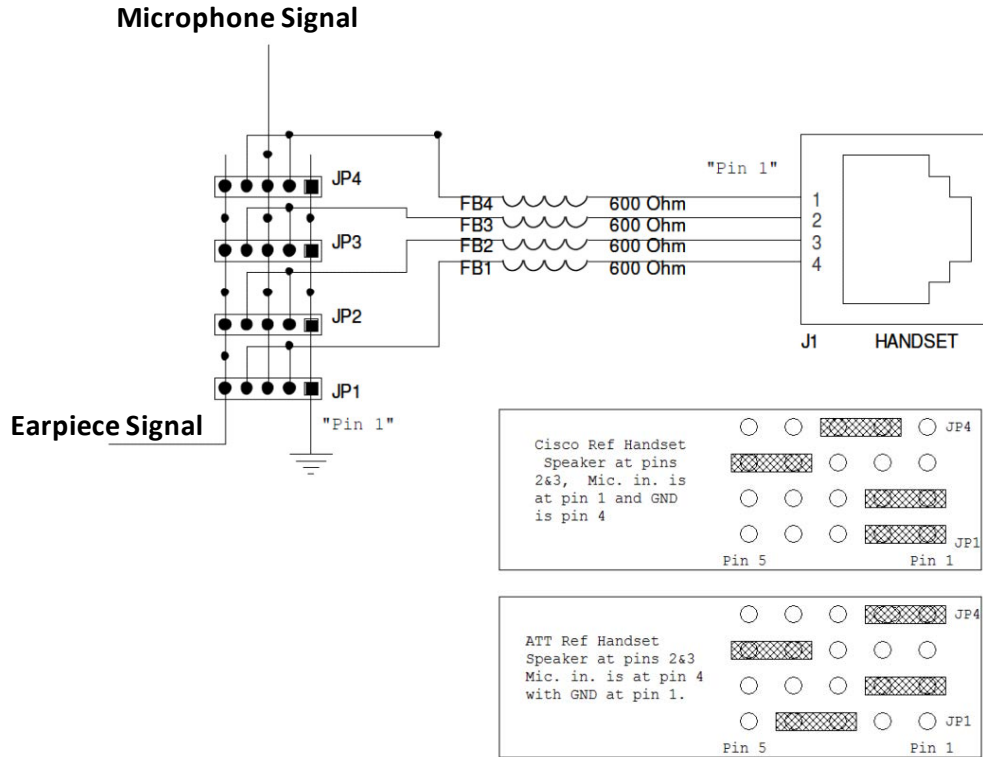 Microphone Signal
JP4
JP3
JP2
JP1
"Pin 1"
Earpiece Signal
"Pin 1"
FB4 600 Ohm
FB3 600 Ohm
FB2 600 Ohm
FB1 600 Ohm
1
2
3
4
J1 HANDSET
Cisco Ref Handset
Speaker at pins
2&3, Mic. in. is
at pin 1 and GND
is pin 4
JP4
JP1
Pin 5 Pin 1
ATT Ref Handset
Speaker at pins 2&3
Mic. in. is at pin 4
with GND at pin 1.
JP4
JP1
Pin 5 Pin 1